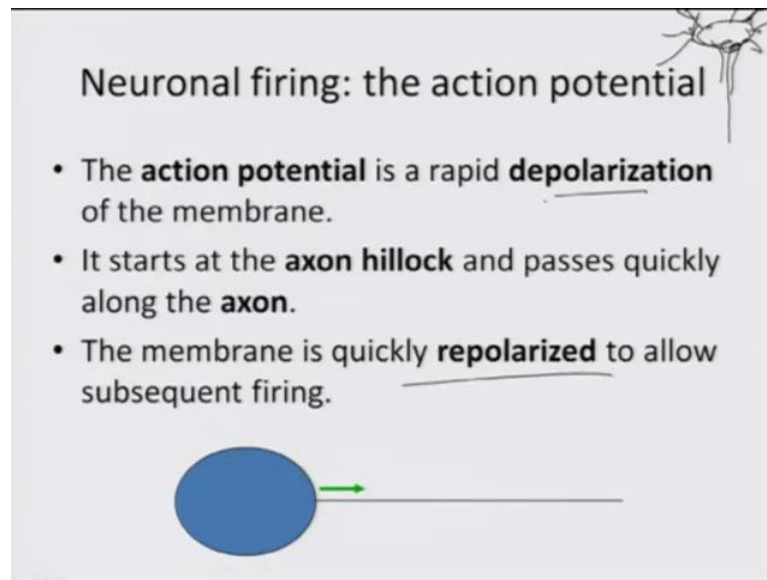 Neuronal firing: the action potential
• The action potential is a rapid depolarization
of the membrane.
• It starts at the axon hillock and passes quickly
along the axon.
• The membrane is quickly repolarized to allow
subsequent firing.